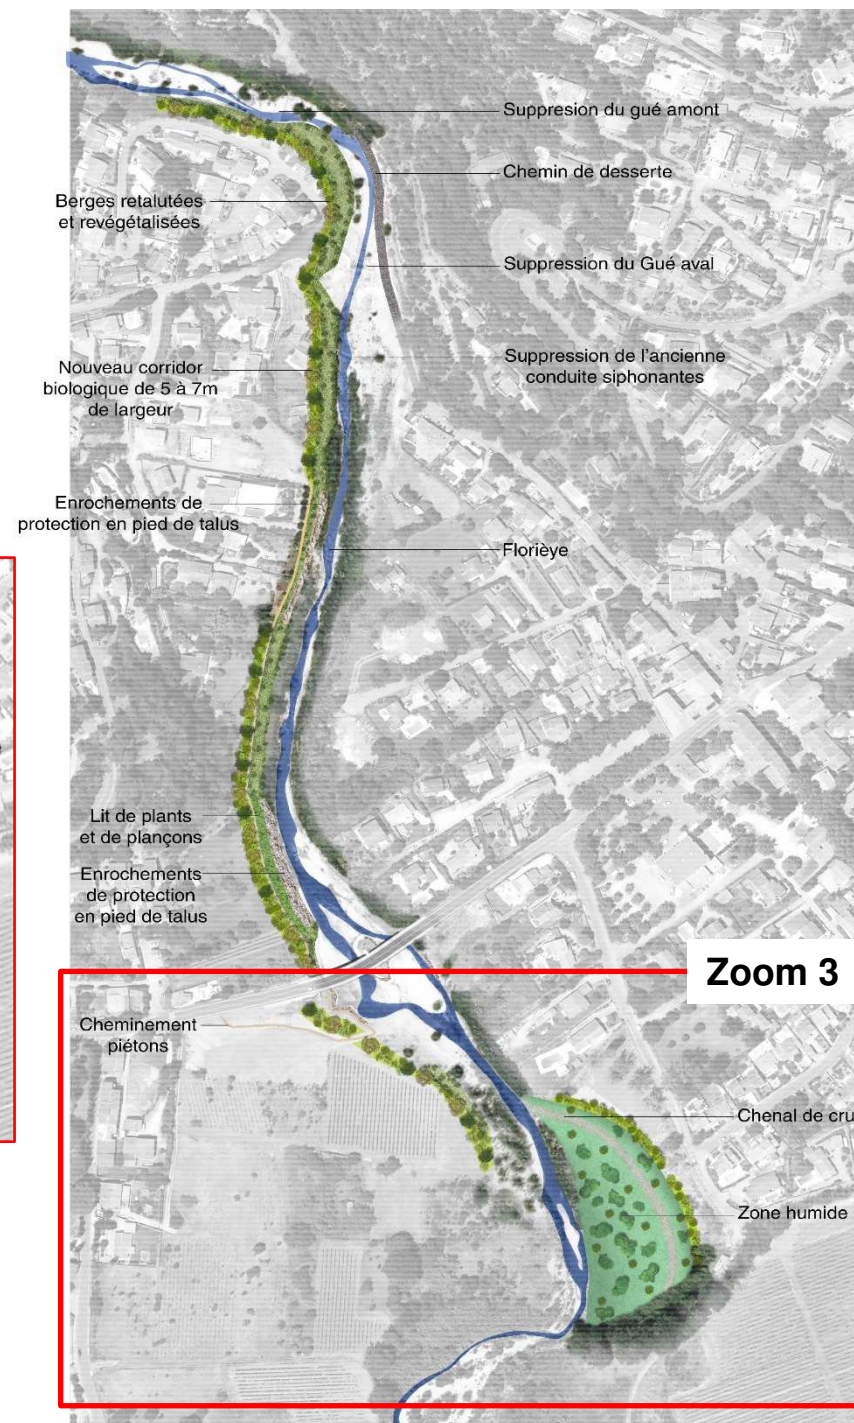 Suppresion du gué amont
Chemin de desserte
Berges retalutées
et revégétalisées
Suppression du Gué aval
Suppression de l'ancienne
conduite siphonantes
Nouveau corridor
biologique de 5 à 7m
de largeur
Enrochements de
protection en pied de talus
Florièye
Lit de plants
et de plançons
Enrochements
de protection
en pied de talus
Zoom 3
Cheminement
piétons
Chenal de cru
Zone humide